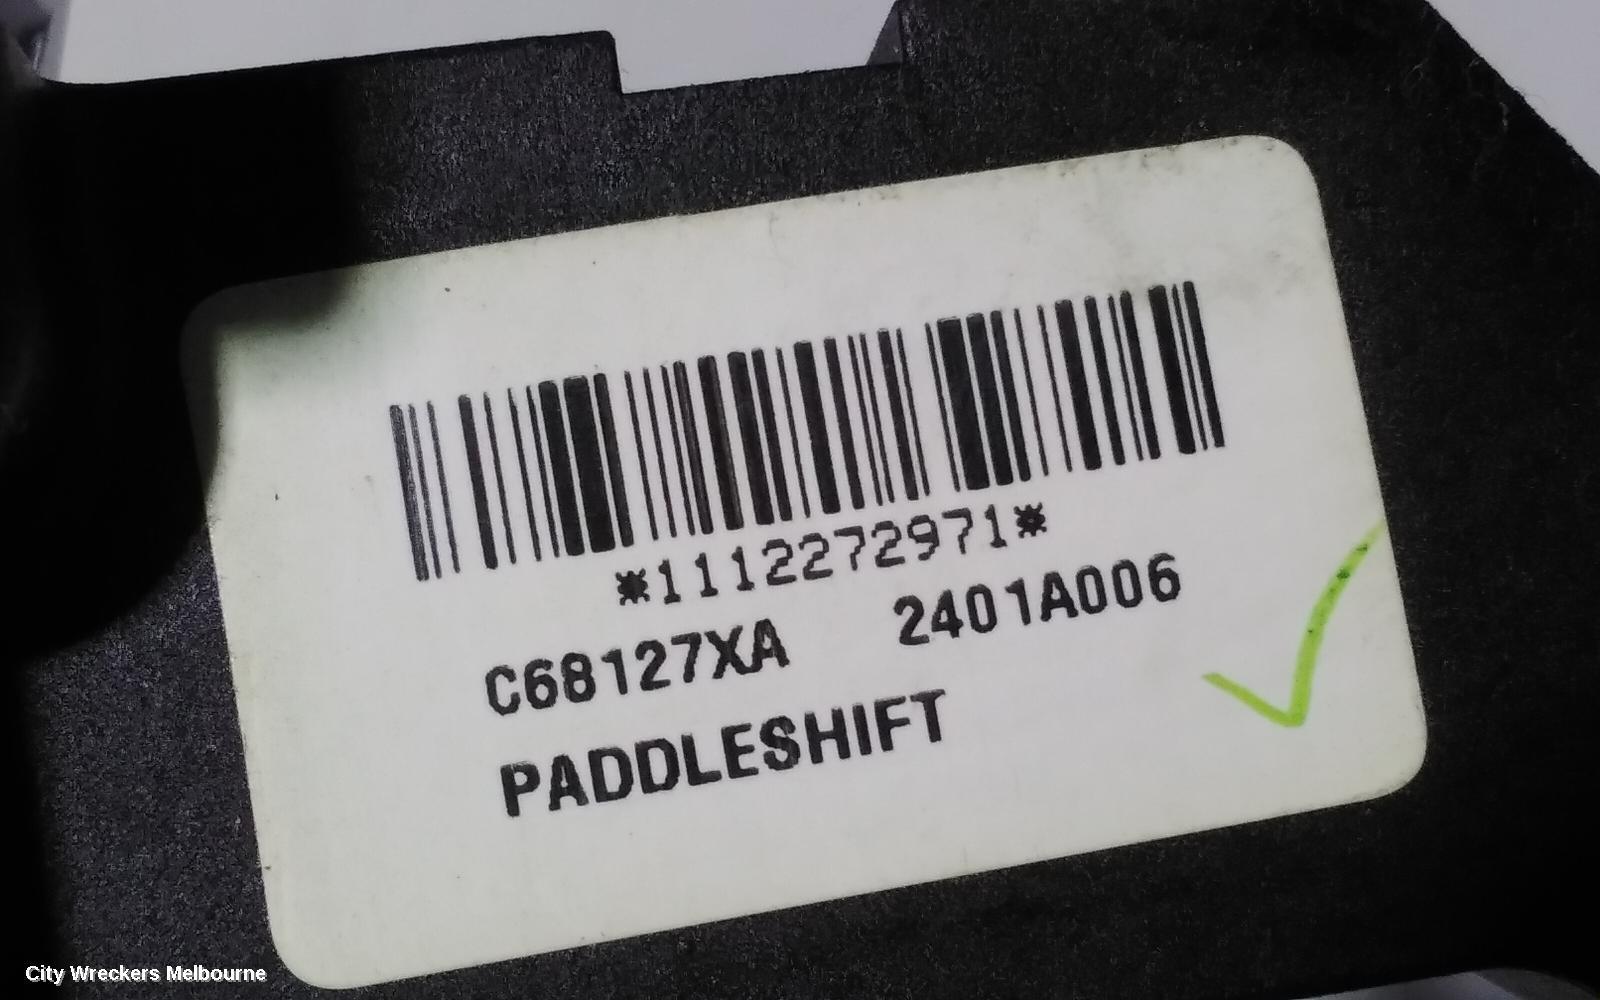 *1112272971*
C68127XA 2401A006
PADDLESHIFT
City Wreckers Melbourne